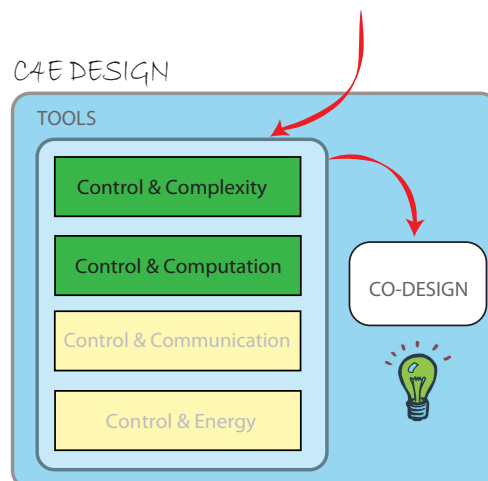 C4E DESIGN
TOOLS
Control & Complexity
Control & Computation
Control & Communication
Control & Energy
CO-DESIGN